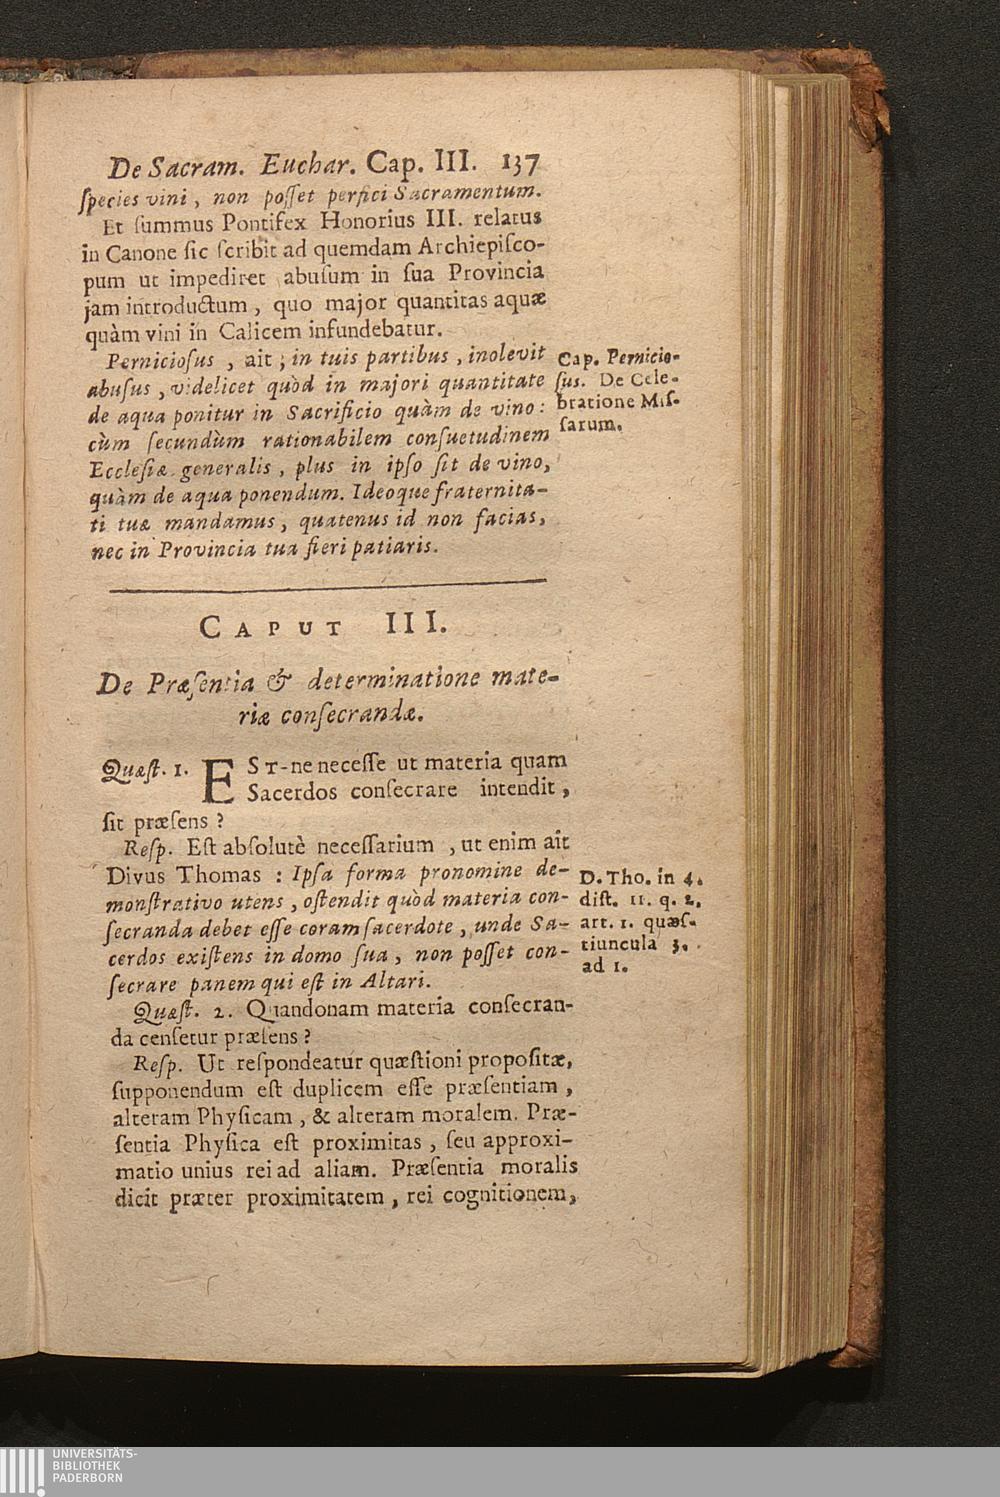 De Sacram. Euchar. Cap. III. 137
ſpecies vini, non poſſet perfici Sacramentum.
Et ſummus Pontifex Honorius III. relatus
in Canone ſic ſcribit ad quemdam Archiepiſco-
pum ut impediret abuſum in ſua Provincia
jam introductum, quo major quantitas aquæ
quàm vini in Calicem infundebatur.
Pernicioſus, ait; in tuis partibus, inolevit
abuſus, videlicet quòd in majori quantitate
de aqua ponitur in Sacrificio quàm de vino:
cùm ſecundùm rationabilem conſuetudinem
Eccleſiæ generalis, plus in ipſo ſit de vino,
quàm de aqua ponendum. Ideoque fraternita-
ti tuæ mandamus, quatenus id non facias,
nec in Provincia tua fieri patiaris.
Cap. Pernicio-
ſus. De Cele-
bratione Miſ-
ſarum.
CAPUT III.
De Præſentia & determinatione mate-
riæ conſecrandæ.
Quæſt. 1. EST-ne neceſſe ut materia quam
Sacerdos conſecrare intendit,
ſit præſens?
Reſp. Eſt abſolutè neceſſarium, ut enim ait
Divus Thomas: Ipſa forma pronomine de-
monſtrativo utens, oſtendit quòd materia con-
ſecranda debet eſſe coram ſacerdote, unde Sa-
cerdos exiſtens in domo ſua, non poſſet con-
ſecrare panem qui eſt in Altari.
D. Tho. in 4.
diſt. 11. q. 2.
art. 1. quæſ-
tiuncula 3.
ad 1.
Quæſt. 2. Quandonam materia conſecran-
da cenſetur præſens?
Reſp. Ut reſpondeatur quæſtioni propoſitæ,
ſupponendum eſt duplicem eſſe præſentiam,
alteram Phyſicam, & alteram moralem. Præ-
ſentia Phyſica eſt proximitas, ſeu approxi-
matio unius rei ad aliam. Præſentia moralis
dicit præter proximitatem, rei cognitionem,
UNIVERSITÄTS-
BIBLIOTHEK
PADERBORN